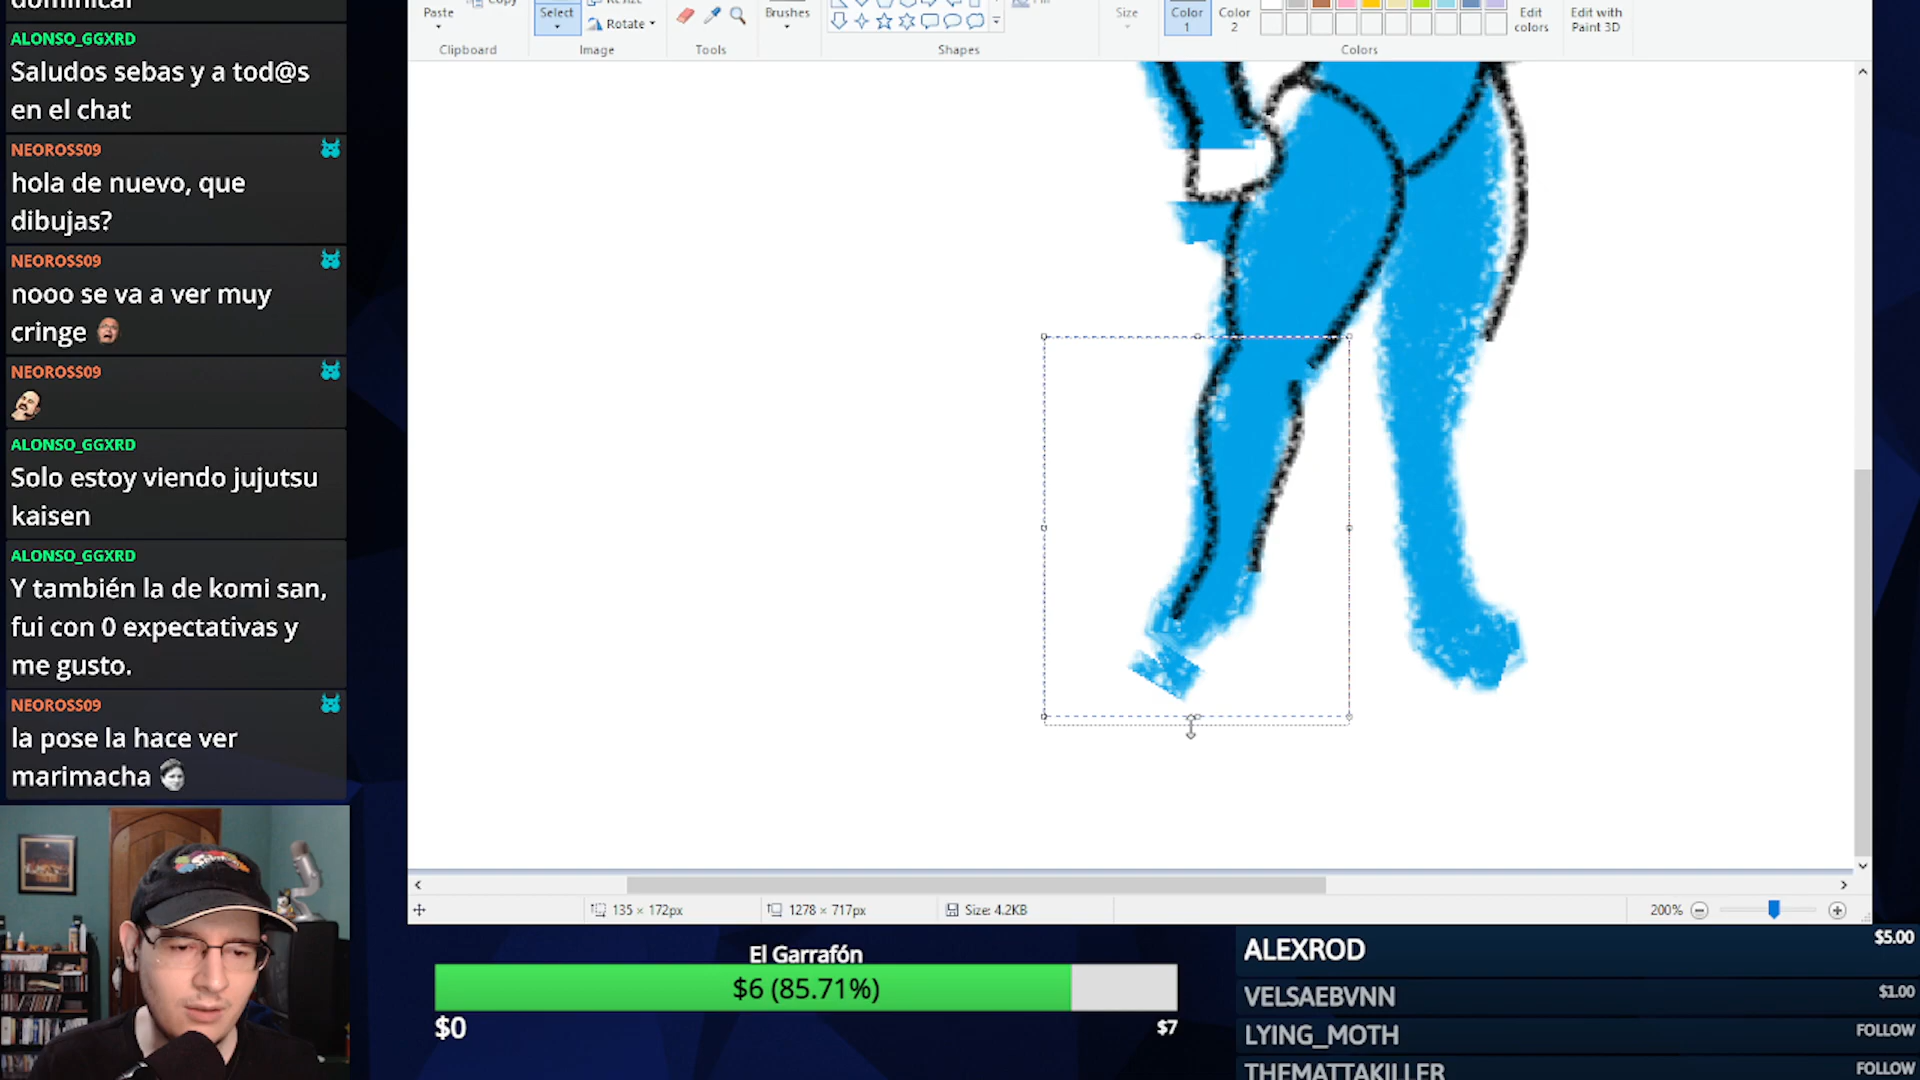 dominical
ALONSO_GGXRD
Saludos sebas y a tod@s
en el chat
NEOROSS09
hola de nuevo, que
dibujas?
NEOROSS09
nooo se va a ver muy
cringe
NEOROSS09
ALONSO_GGXRD
Solo estoy viendo jujutsu
kaisen
ALONSO_GGXRD
Y también la de komi san,
fui con 0 expectativas y
me gusto.
NEOROSS09
la pose la hace ver
marimacha
Paste
Copy
Clipboard
Select
Rotate
Image
Tools
Brushes
Shapes
Size
Color
1
Color
2
Edit
colors
Edit with
Paint 3D
Colors
135 × 172px
1278 × 717px
Size: 4.2KB
200%
El Garrafón
$6 (85.71%)
$0
$7
ALEXROD
$5.00
VELSAEBVNN
$1.00
LYING_MOTH
FOLLOW
THEMATTAKILLER
FOLLOW